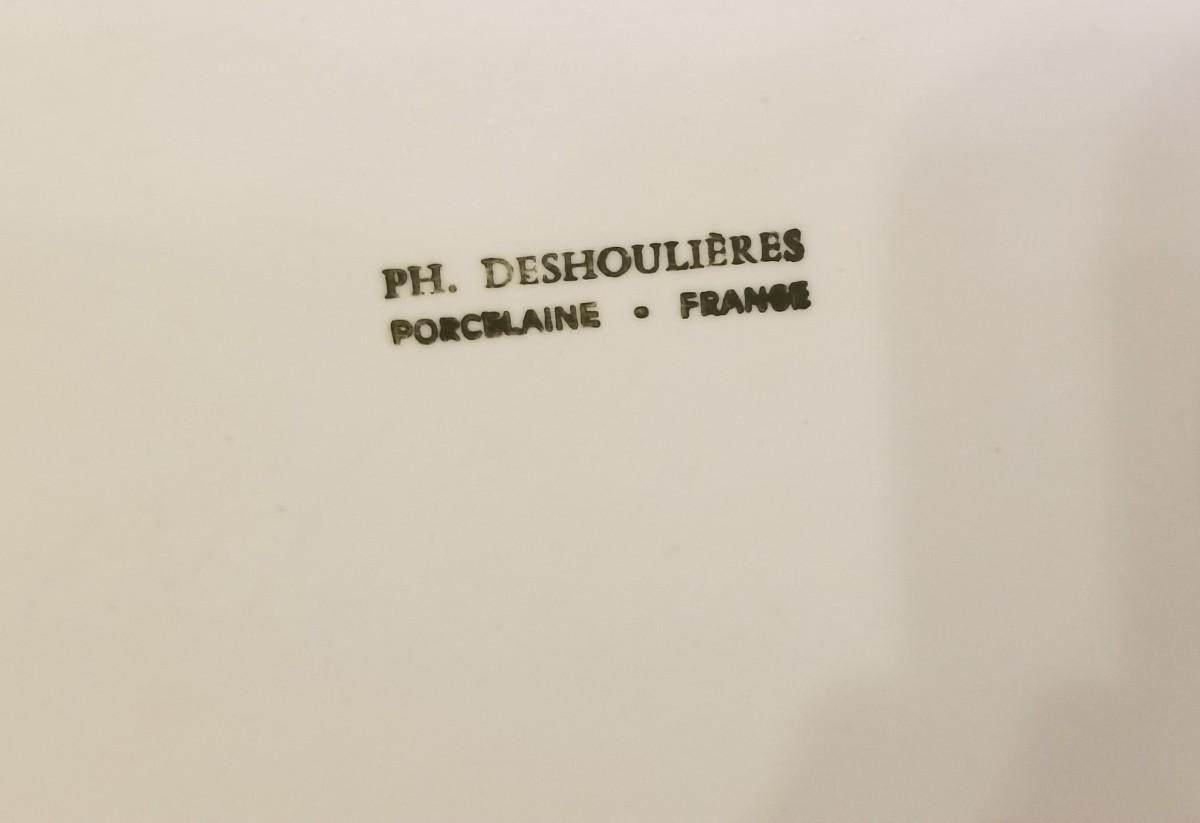 PH. DESHOULIÈRES
PORCELAINE • FRANCE